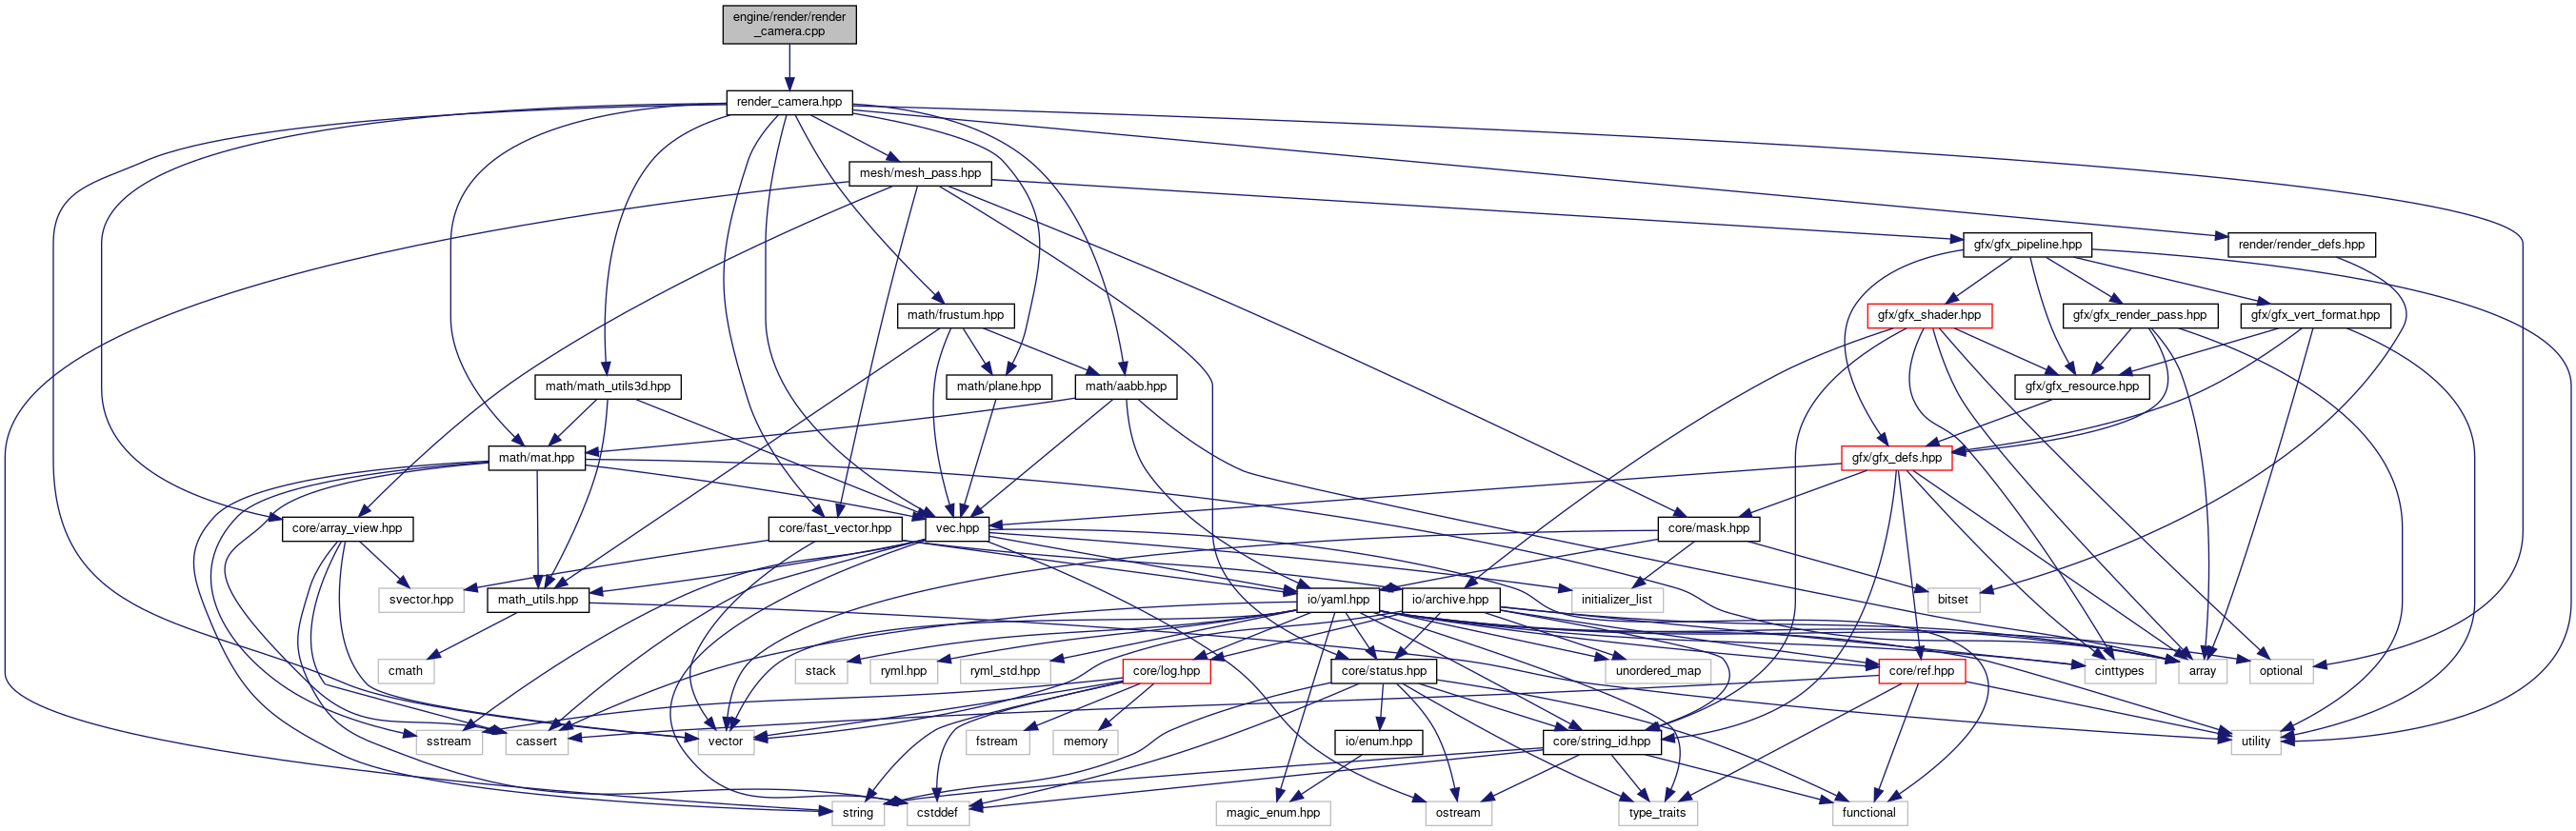 engine/render/render
_camera.cpp
render_camera.hpp
mesh/mesh_pass.hpp
gfx/gfx_pipeline.hpp
render/render_defs.hpp
math/frustum.hpp
gfx/gfx_shader.hpp
gfx/gfx_render_pass.hpp
gfx/gfx_vert_format.hpp
math/math_utils3d.hpp
math/plane.hpp
math/aabb.hpp
gfx/gfx_resource.hpp
math/mat.hpp
gfx/gfx_defs.hpp
core/array_view.hpp
core/fast_vector.hpp
vec.hpp
core/mask.hpp
svector.hpp
math_utils.hpp
io/yaml.hpp
io/archive.hpp
initializer_list
bitset
cmath
stack
ryml.hpp
ryml_std.hpp
core/log.hpp
core/status.hpp
unordered_map
core/ref.hpp
cinttypes
array
optional
sstream
cassert
vector
fstream
memory
io/enum.hpp
core/string_id.hpp
utility
string
cstddef
magic_enum.hpp
ostream
type_traits
functional